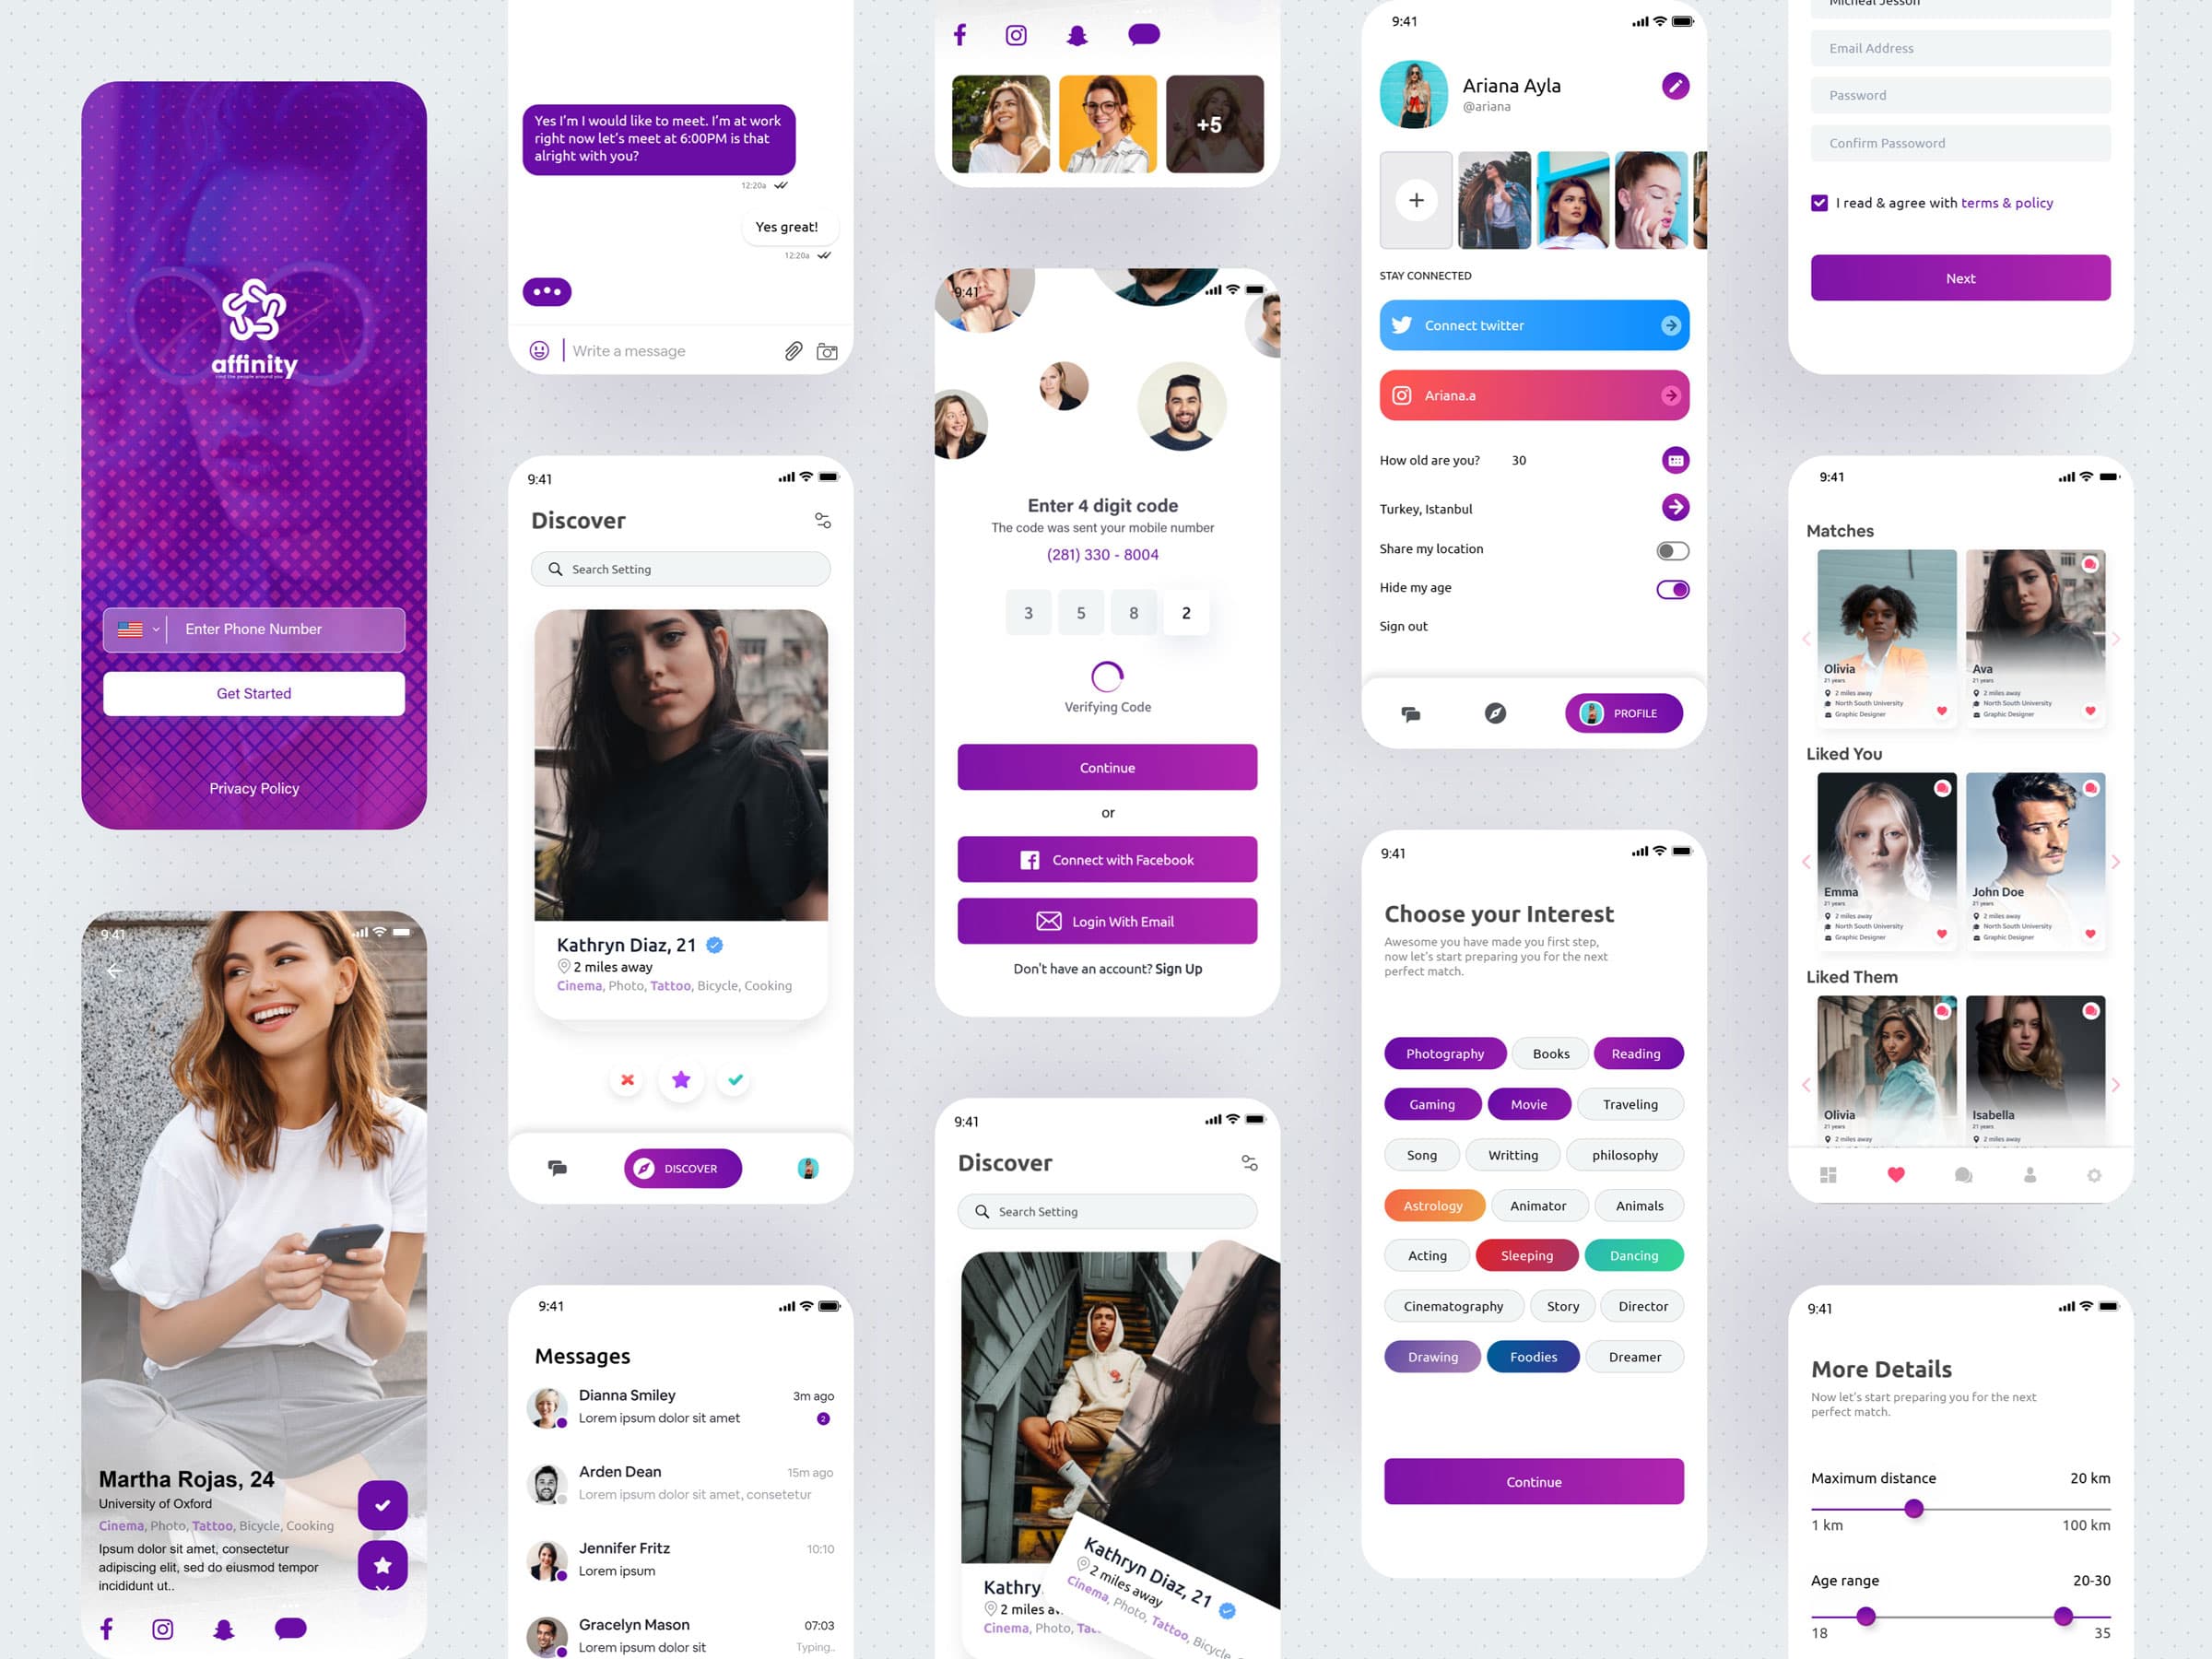 affinity
find the people around you
Enter Phone Number
Get Started
Privacy Policy
9:41
Martha Rojas, 24
University of Oxford
Cinema, Photo, Tattoo, Bicycle, Cooking
Ipsum dolor sit amet, consectetur
adipiscing elit, sed do eiusmod tempor
incididunt ut..
Yes I'm I would like to meet. I'm at work
right now let's meet at 6:00PM is that
alright with you?
12:20a
Yes great!
12:20a
Write a message
9:41
Discover
Search Setting
Kathryn Diaz, 21
2 miles away
Cinema, Photo, Tattoo, Bicycle, Cooking
DISCOVER
9:41
Messages
Dianna Smiley 3m ago
Lorem ipsum dolor sit amet 2
Arden Dean 15m ago
Lorem ipsum dolor sit amet, consetetur
Jennifer Fritz 10:10
Lorem ipsum
Gracelyn Mason 07:03
Lorem ipsum dolor sit Typing..
+5
9:41
Enter 4 digit code
The code was sent your mobile number
(281) 330 - 8004
3 5 8 2
Verifying Code
Continue
or
Connect with Facebook
Login With Email
Don't have an account? Sign Up
9:41
Discover
Search Setting
Kathry
2 miles
Cinema, Photo,
Kathryn Diaz, 21
2 miles away
Cinema, Photo, Tattoo, Bicycle,
9:41
Ariana Ayla
@ariana
STAY CONNECTED
Connect twitter
Ariana.a
How old are you? 30
Turkey, Istanbul
Share my location
Hide my age
Sign out
PROFILE
9:41
Choose your Interest
Awesome you have made you first step,
now let's start preparing you for the next
perfect match.
Photography Books Reading
Gaming Movie Traveling
Song Writting philosophy
Astrology Animator Animals
Acting Sleeping Dancing
Cinematography Story Director
Drawing Foodies Dreamer
Continue
Micheal Jesson
Email Address
Password
Confirm Passoword
I read & agree with terms & policy
Next
9:41
Matches
Olivia Ava
21 years 21 years
2 miles away 2 miles away
North South University North South University
Graphic Designer Graphic Designer
Liked You
Emma John Doe
21 years 21 years
2 miles away 2 miles away
North South University North South University
Graphic Designer Graphic Designer
Liked Them
Olivia Isabella
21 years 21 years
2 miles away 2 miles away
9:41
More Details
Now let's start preparing you for the next
perfect match.
Maximum distance 20 km
1 km 100 km
Age range 20-30
18 35